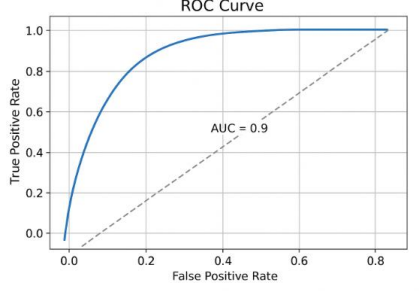 ROC Curve
True Positive Rate
1.0
0.8
0.6
0.4
0.2
0.0
AUC = 0.9
0.0 0.2 0.4 0.6 0.8
False Positive Rate